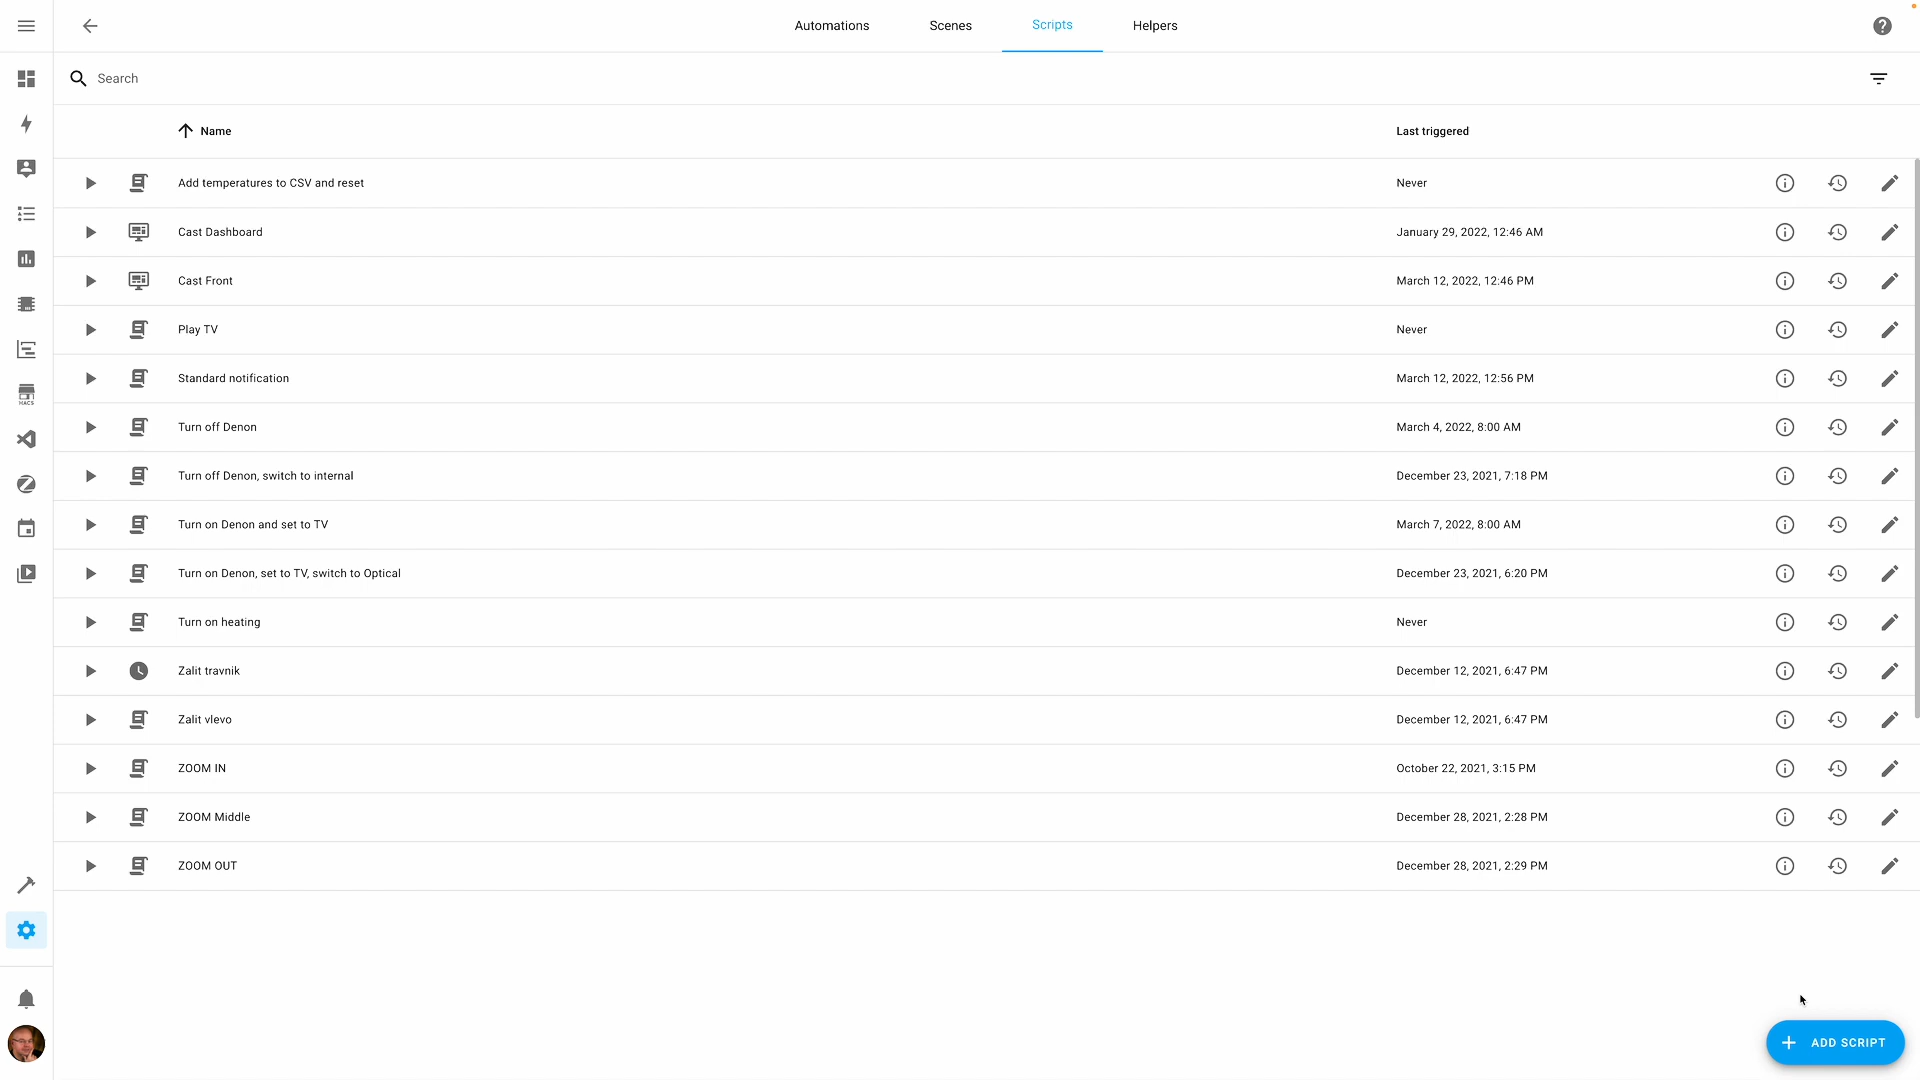 Automations
Scenes
Scripts
Helpers
Search
Name
Last triggered
Add temperatures to CSV and reset
Never
Cast Dashboard
January 29, 2022, 12:46 AM
Cast Front
March 12, 2022, 12:46 PM
Play TV
Never
Standard notification
March 12, 2022, 12:56 PM
Turn off Denon
March 4, 2022, 8:00 AM
Turn off Denon, switch to internal
December 23, 2021, 7:18 PM
Turn on Denon and set to TV
March 7, 2022, 8:00 AM
Turn on Denon, set to TV, switch to Optical
December 23, 2021, 6:20 PM
Turn on heating
Never
Zalit travnik
December 12, 2021, 6:47 PM
Zalit vlevo
December 12, 2021, 6:47 PM
ZOOM IN
October 22, 2021, 3:15 PM
ZOOM Middle
December 28, 2021, 2:28 PM
ZOOM OUT
December 28, 2021, 2:29 PM
HACS
ADD SCRIPT